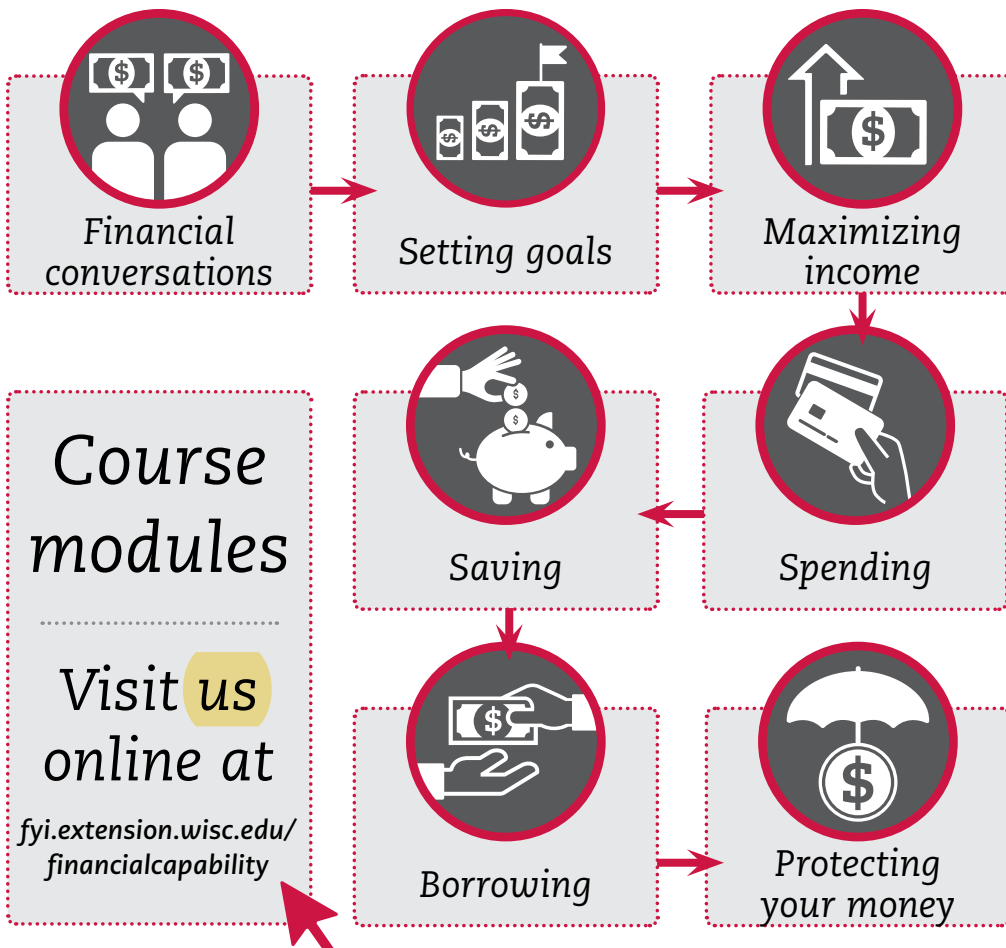 Financial
conversations
Setting goals
Maximizing
income
Spending
Saving
Borrowing
Protecting
your money
Course
modules
Visit us
online at
fyi.extension.wisc.edu/
financialcapability